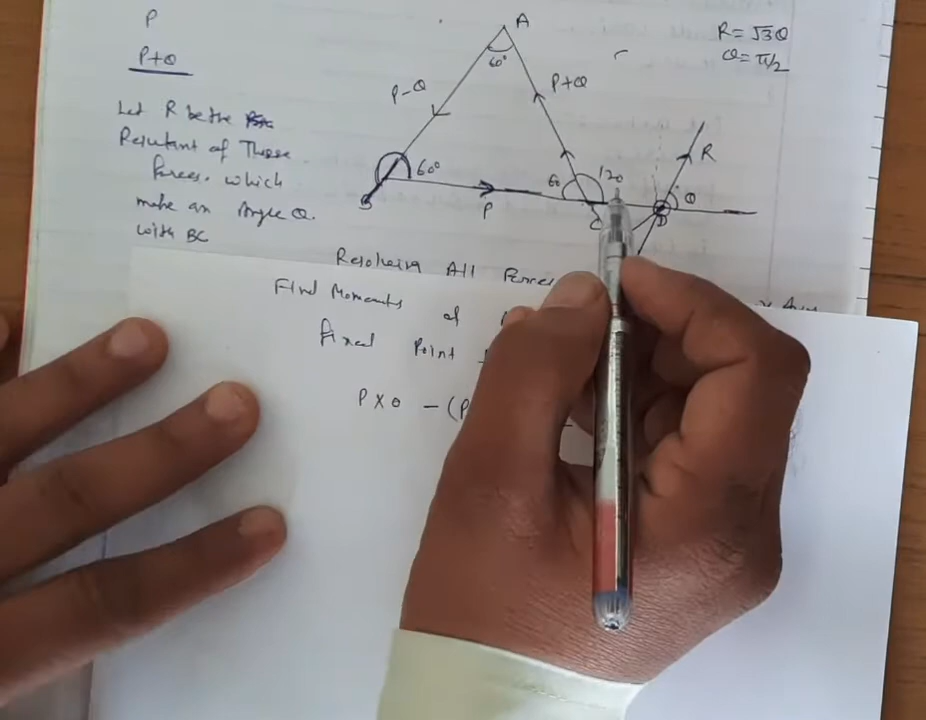 P
P+Q
Let R be the
Resultant of These
forces. which
make an Angle Q.
with BC
A
60°
P-Q
P+Q
R= √3Q
Q= π/2
60°
B
P
60
120
C
D
R
Q
Resolving All Forces
Find Moments of
fixed Point
P×0 -(P